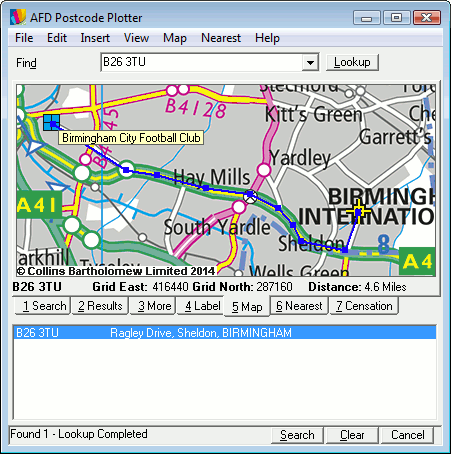 AFD Postcode Plotter
File Edit Insert View Map Nearest Help
Find B26 3TU Lookup
B4128
Kitt's Green
Garrett's
Birmingham City Football Club
Yardley
Hay Mills
BIRMINGH
INTERNATIO
A41
South Yardle
Sheldon
8
A4
Wells Green
© Collins Bartholomew Limited 2014
B26 3TU Grid East: 416440 Grid North: 287160 Distance: 4.6 Miles
1 Search 2 Results 3 More 4 Label 5 Map 6 Nearest 7 Censation
B26 3TU Ragley Drive, Sheldon, BIRMINGHAM
Found 1 - Lookup Completed Search Clear Cancel